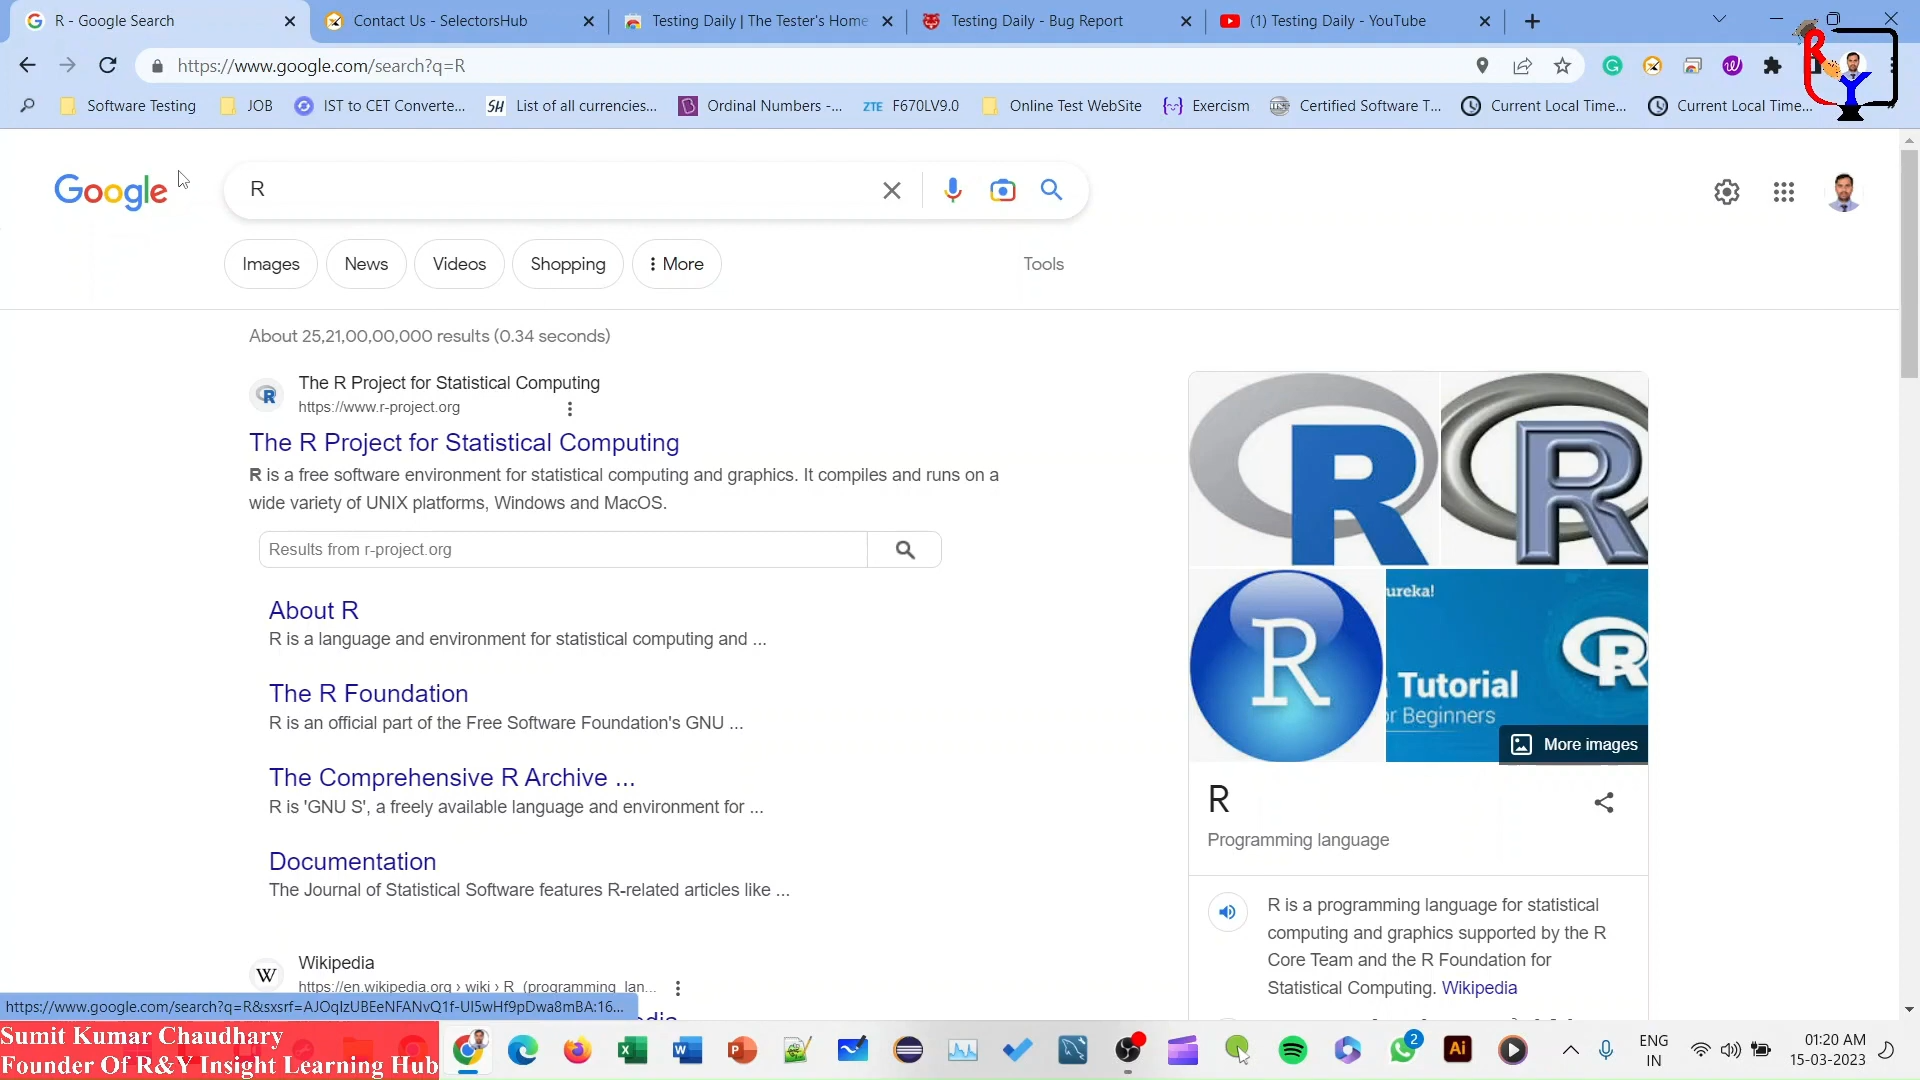 R - Google Search
Contact Us - SelectorsHub
Testing Daily | The Tester's Home
Testing Daily - Bug Report
(1) Testing Daily - YouTube
https://www.google.com/search?q=R
Software Testing
JOB
IST to CET Converte...
SH List of all currencies...
Ordinal Numbers -...
ZTE F670LV9.0
Online Test WebSite
Exercism
Certified Software T...
Current Local Time...
Current Local Time...
R
Y
Google
R
Images
News
Videos
Shopping
More
Tools
About 25,21,00,00,000 results (0.34 seconds)
The R Project for Statistical Computing
https://www.r-project.org
The R Project for Statistical Computing
R is a free software environment for statistical computing and graphics. It compiles and runs on a
wide variety of UNIX platforms, Windows and MacOS.
Results from r-project.org
About R
R is a language and environment for statistical computing and ...
The R Foundation
R is an official part of the Free Software Foundation's GNU ...
The Comprehensive R Archive ...
R is 'GNU S', a freely available language and environment for ...
Documentation
The Journal of Statistical Software features R-related articles like ...
W
Wikipedia
https://en.wikipedia.org › wiki › R_(programming_lan...
R
R
R
ureka!
R
Tutorial
or Beginners
More images
R
Programming language
R is a programming language for statistical
computing and graphics supported by the R
Core Team and the R Foundation for
Statistical Computing. Wikipedia
https://www.google.com/search?q=R&sxsrf=AJOqlzUBEeNFANvQ1f-UI5wHf9pDwa8mBA:16...
Sumit Kumar Chaudhary
Founder Of R&Y Insight Learning Hub
2
Ai
ENG
IN
01:20 AM
15-03-2023